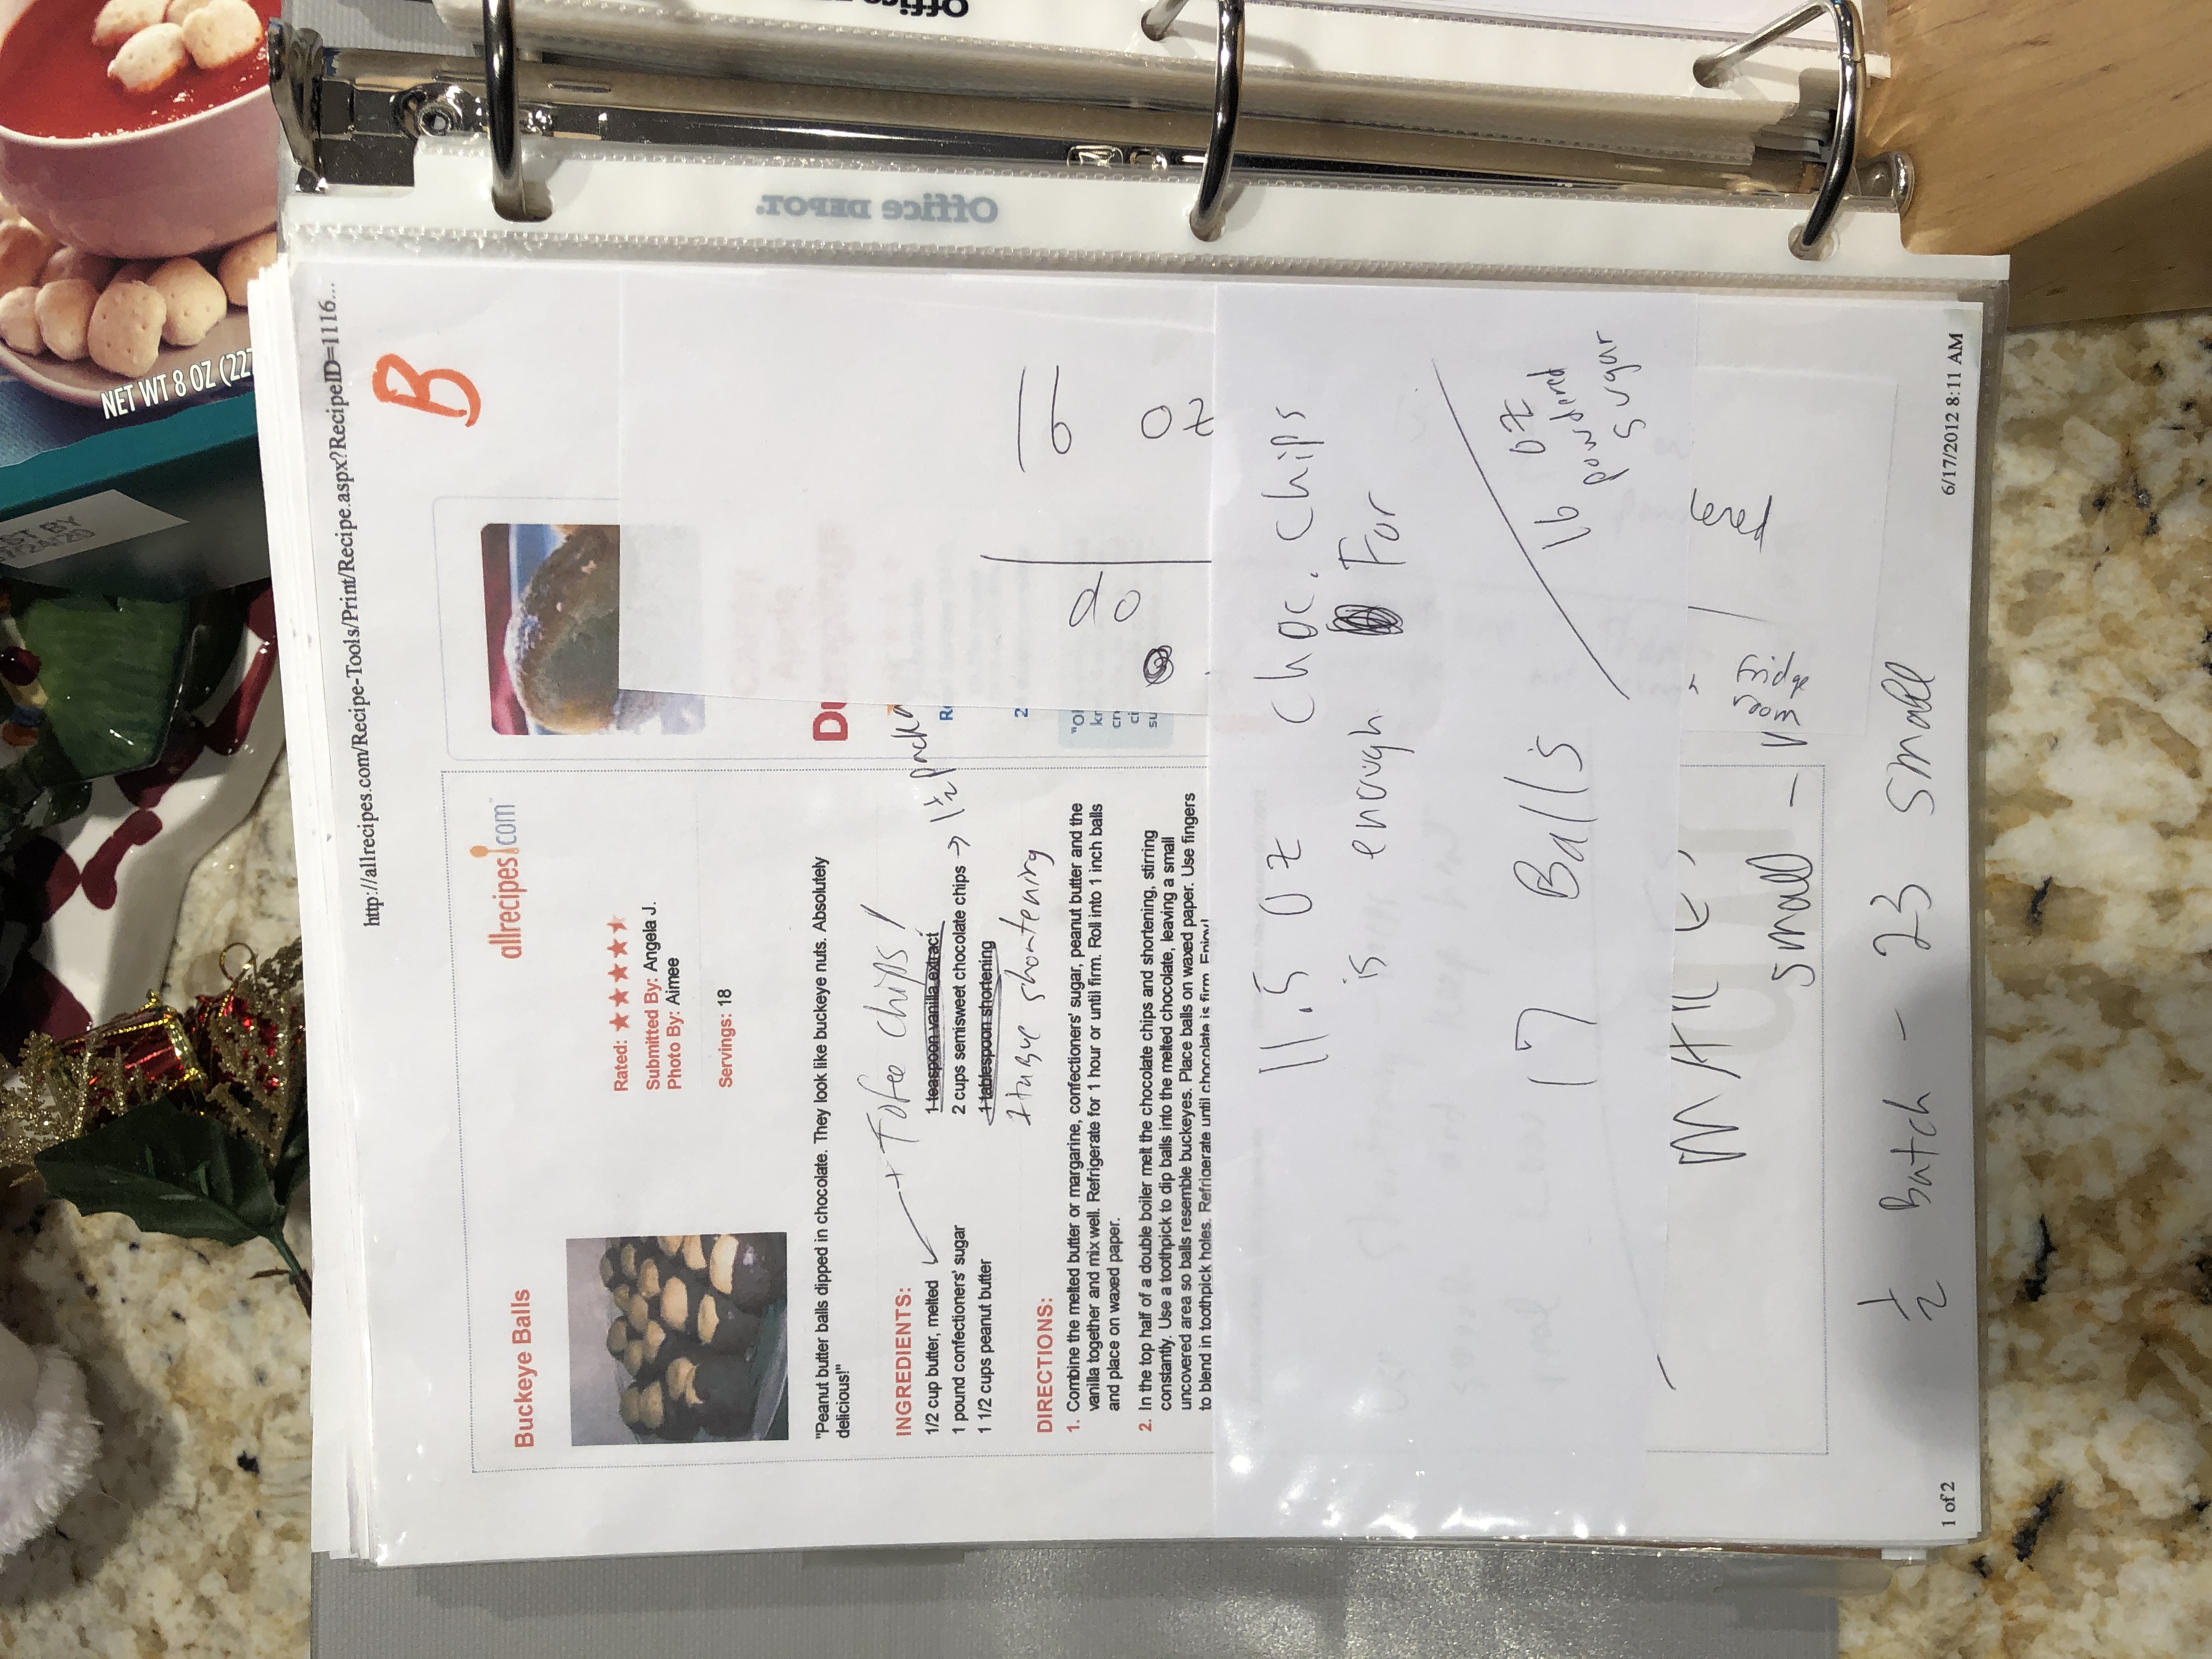 http://allrecipes.com/Recipe-Tools/Print/Recipe.aspx?RecipeID=1116...
B
Buckeye Balls
allrecipes.com
Rated:
Submitted By: Angela J.
Photo By: Aimee
Servings: 18
"Peanut butter balls dipped in chocolate. They look like buckeye nuts. Absolutely
delicious!"
+ Tofee chips!
INGREDIENTS:
1/2 cup butter, melted
1 pound confectioners' sugar
1 1/2 cups peanut butter
1 teaspoon vanilla extract
2 cups semisweet chocolate chips → 1 1/2
1 tablespoon shortening
shortening
DIRECTIONS:
1. Combine the melted butter or margarine, confectioners' sugar, peanut butter and the
vanilla together and mix well. Refrigerate for 1 hour or until firm. Roll into 1 inch balls
and place on waxed paper.
2. In the top half of a double boiler melt the chocolate chips and shortening, stirring
constantly. Use a toothpick to dip balls into the melted chocolate, leaving a small
uncovered area so balls resemble buckeyes. Place balls on waxed paper. Use fingers
to blend in toothpick holes. Refrigerate until chocolate is firm. Enjoy!
do
oz
11.5 oz choc. chips
is enough For
17 Balls
16 oz
powdered
sugar
MAKES
small -
fridge
room
1/2 Batch - 23 small
1 of 2
6/17/2012 8:11 AM
Office DEPOT.
Office
NET WT 8 OZ (227
ST BY